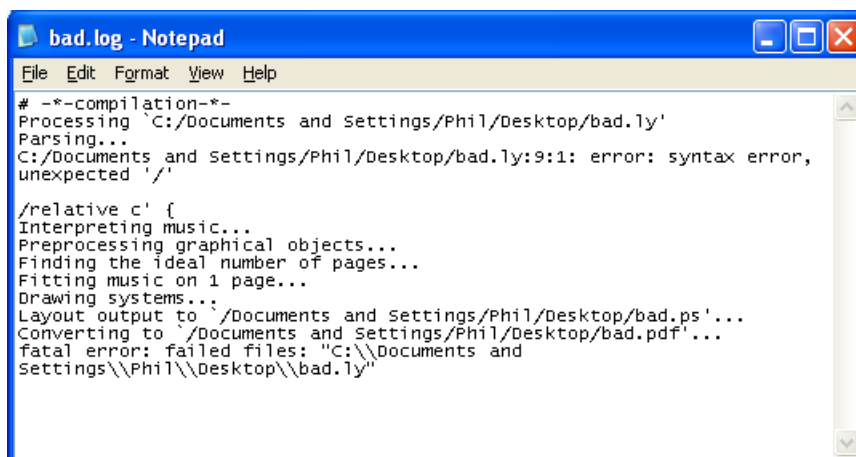 bad.log - Notepad
File Edit Format View Help
# -*-compilation-*-
Processing `C:/Documents and Settings/Phil/Desktop/bad.ly'
Parsing...
C:/Documents and Settings/Phil/Desktop/bad.ly:9:1: error: syntax error,
unexpected '/'

/relative c' {
Interpreting music...
Preprocessing graphical objects...
Finding the ideal number of pages...
Fitting music on 1 page...
Drawing systems...
Layout output to `/Documents and Settings/Phil/Desktop/bad.ps'...
Converting to `/Documents and Settings/Phil/Desktop/bad.pdf'...
fatal error: failed files: "C:\\Documents and
Settings\\Phil\\Desktop\\bad.ly"